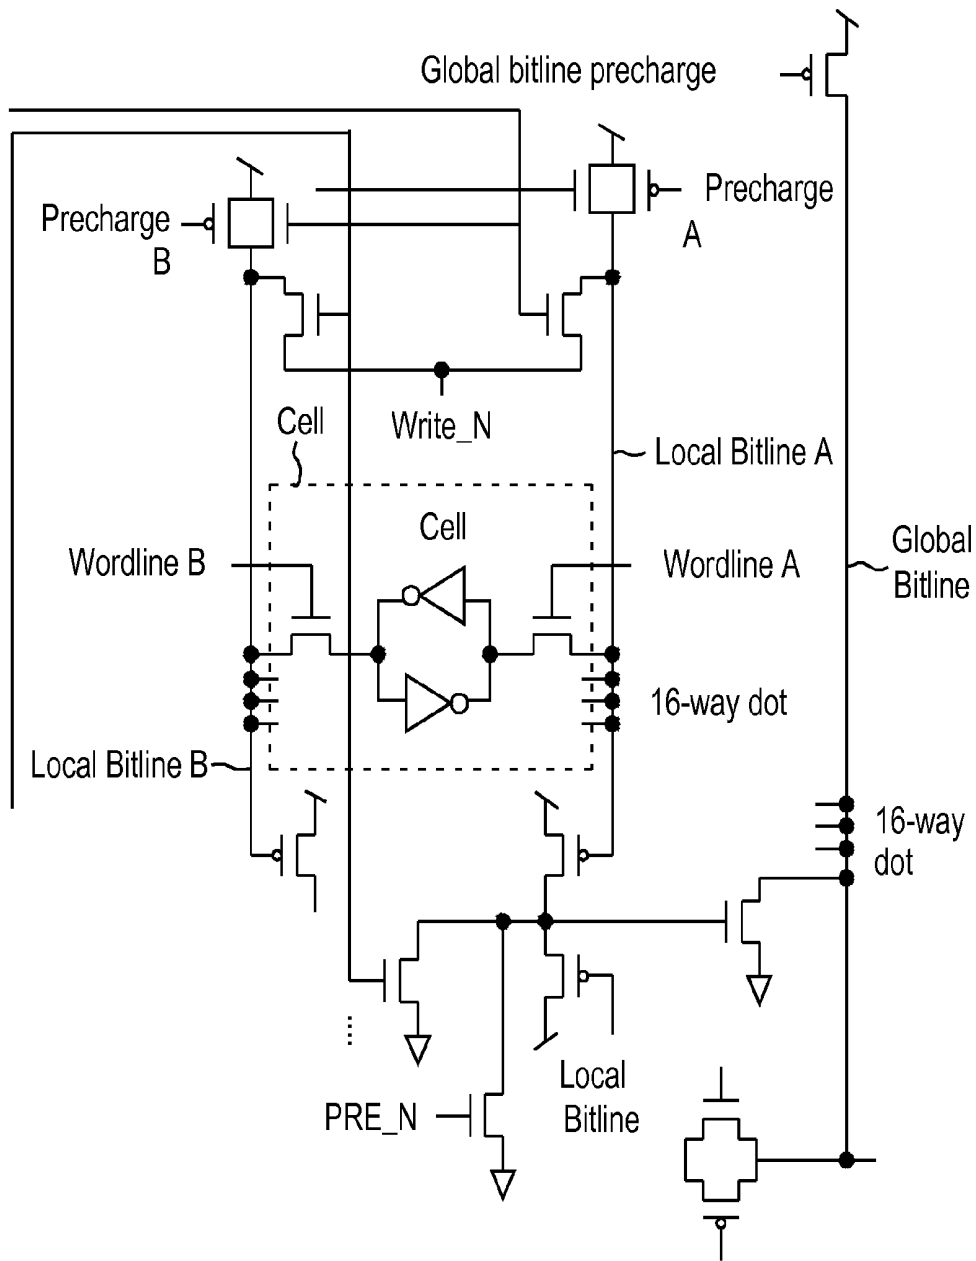 Global bitline precharge
Precharge
A
Precharge
B
Write_N
Cell
Local Bitline A
Cell
Wordline B
Wordline A
Global
Bitline
16-way dot
Local Bitline B
16-way
dot
Local
Bitline
PRE_N